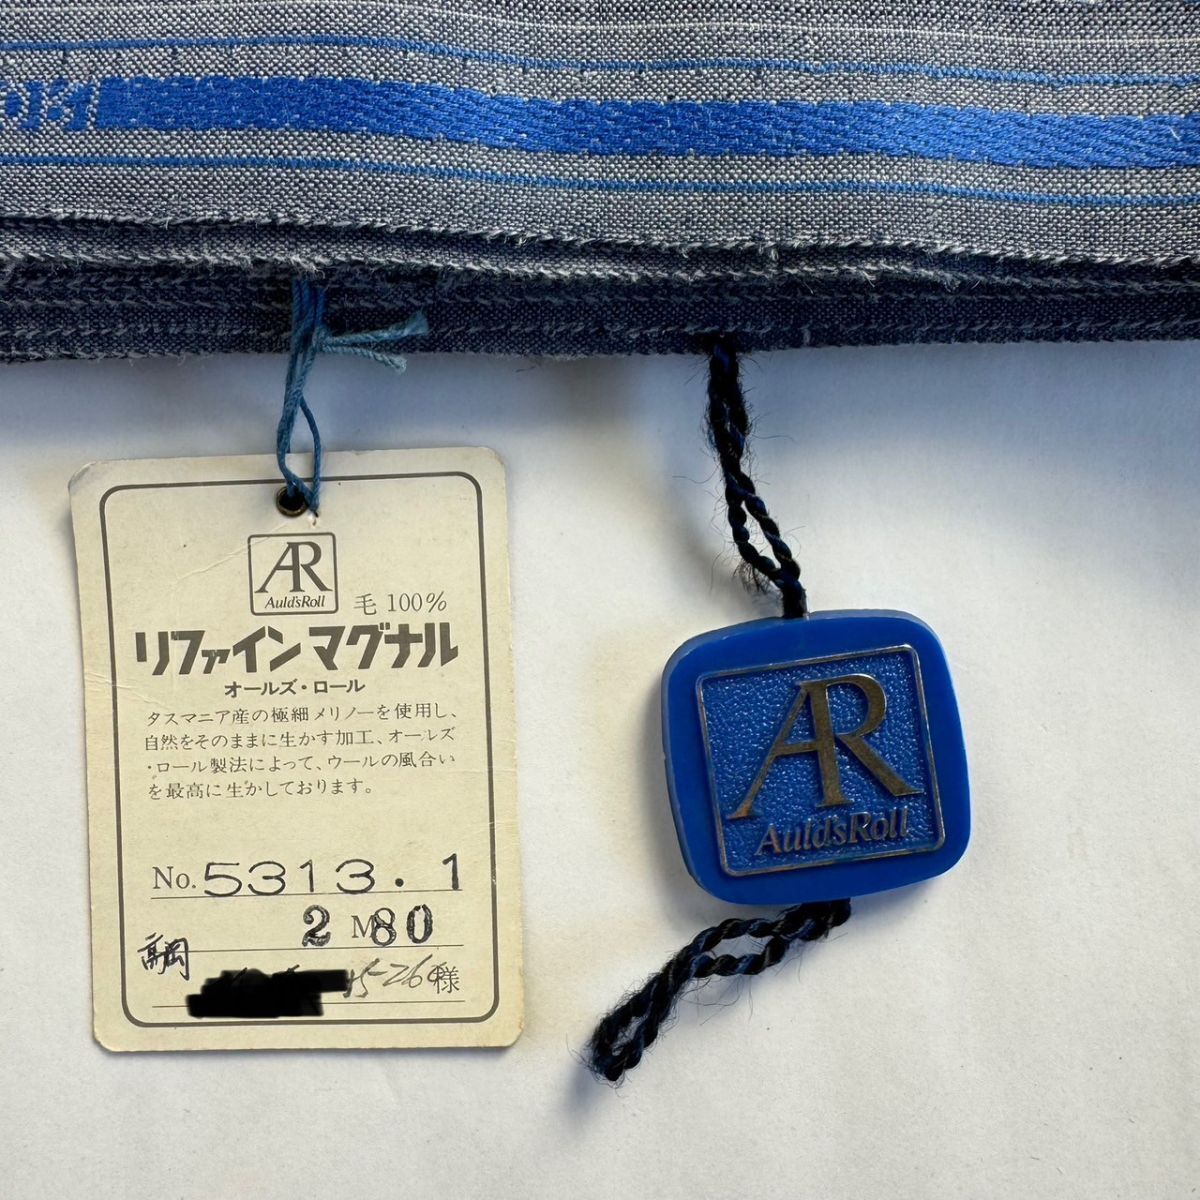 AR
Auld'sRoll
毛 100%
リファインマグナル
オールズ・ロール
タスマニア産の極細メリノーを使用し、
自然をそのままに生かす加工、オールズ
・ロール製法によって、ウールの風合い
を最高に生かしております。
No. 5313.1
2 M 80
高岡
様
AR
Auld'sRoll